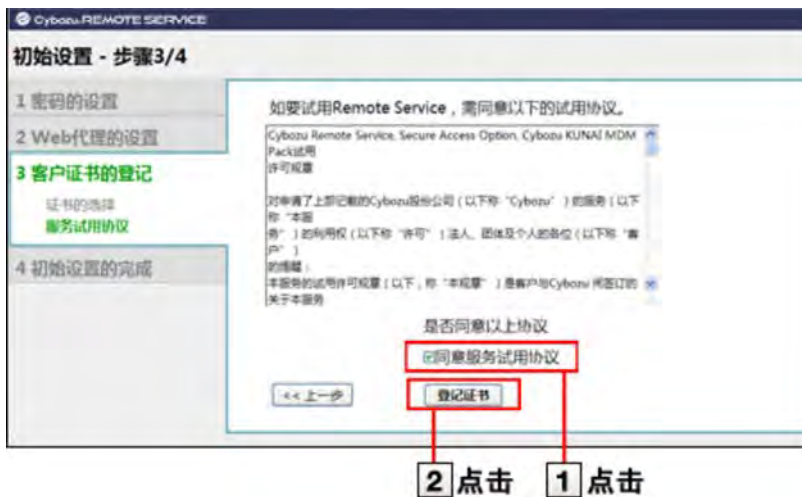 Cybozu REMOTE SERVICE
初始设置 - 步骤3/4
1 密码的设置
2 Web代理的设置
3 客户证书的登记
证书的选择
服务试用协议
4 初始设置的完成
如要试用Remote Service，需同意以下的试用协议。
Cybozu Remote Service, Secure Access Option, Cybozu KUNAI MDM
Pack试用
许可规章
对申请了上部记载的Cybozu股份公司（以下称“Cybozu”）的服务（以下
称“本服
务”）的利用权（以下称“许可”）法人、团体及个人的各位（以下称“客
户”）
的提醒：
本服务的试用许可规章（以下，称“本规章”）是客户与Cybozu 间签订的
关于本服务
是否同意以上协议
同意服务试用协议
<< 上一步
登记证书
2 点击
1 点击